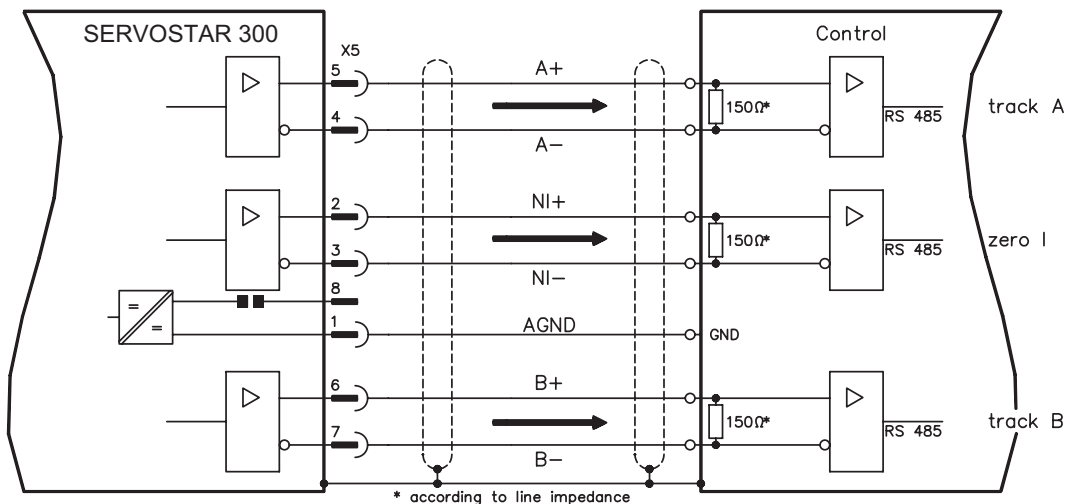 SERVOSTAR 300
X5
Control
5
A+
4
A−
150Ω*
RS 485
track A
2
NI+
3
NI−
150Ω*
RS 485
zero I
8
=
=
1
AGND
GND
6
B+
7
B−
150Ω*
RS 485
track B
* according to line impedance